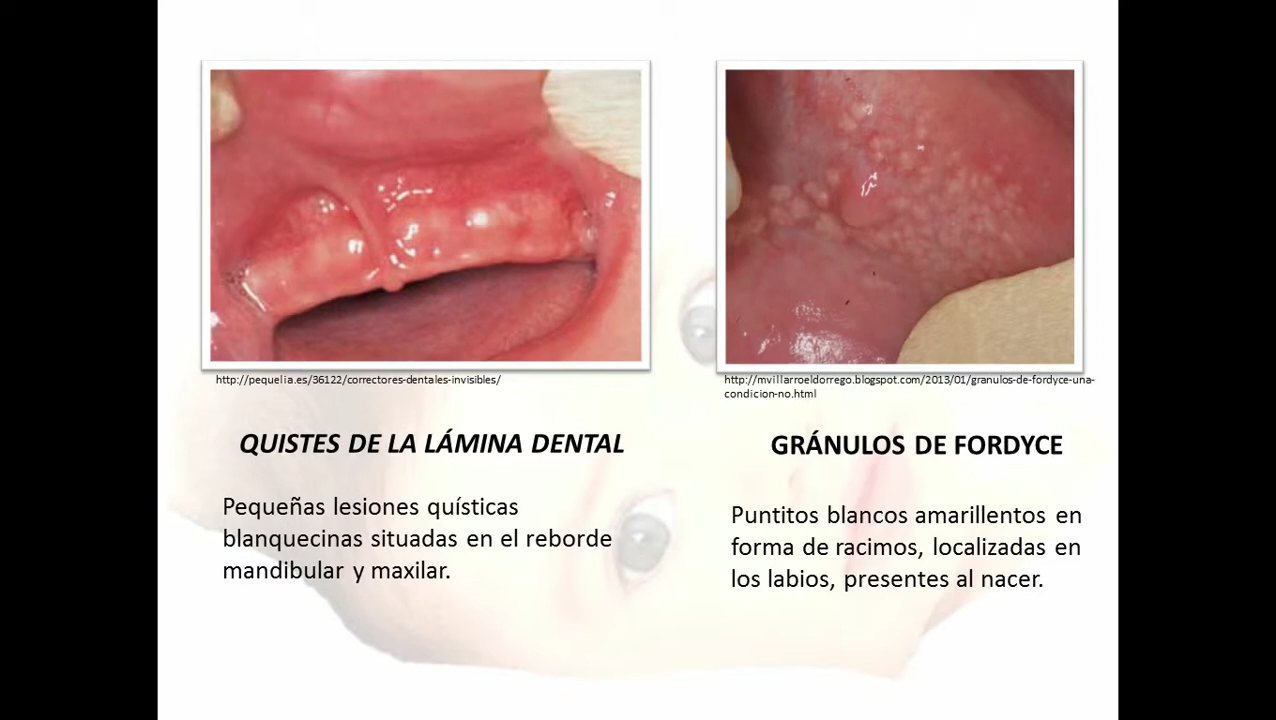 http://pequelia.es/36122/correctores-dentales-invisibles/
QUISTES DE LA LÁMINA DENTAL
Pequeñas lesiones quísticas
blanquecinas situadas en el reborde
mandibular y maxilar.
http://mvillarroeldorrego.blogspot.com/2013/01/granulos-de-fordyce-una-
condicion-no.html
GRÁNULOS DE FORDYCE
Puntitos blancos amarillentos en
forma de racimos, localizadas en
los labios, presentes al nacer.